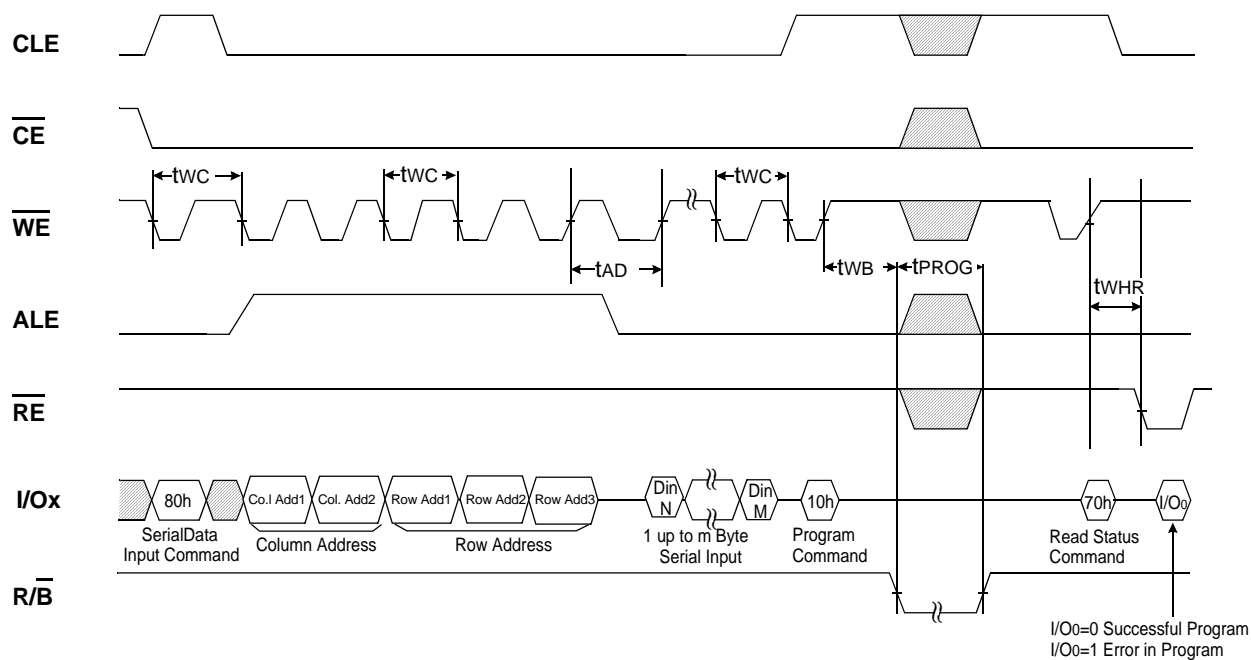 CLE
CE
tWC
tWC
tWC
WE
tAD
tWB
tPROG
tWHR
ALE
RE
I/Ox
80h
Co.l Add1
Col. Add2
Row Add1
Row Add2
Row Add3
Din
N
Din
M
10h
70h
I/O0
SerialData
Input Command
Column Address
Row Address
1 up to m Byte
Serial Input
Program
Command
Read Status
Command
R/B
I/O0=0 Successful Program
I/O0=1 Error in Program